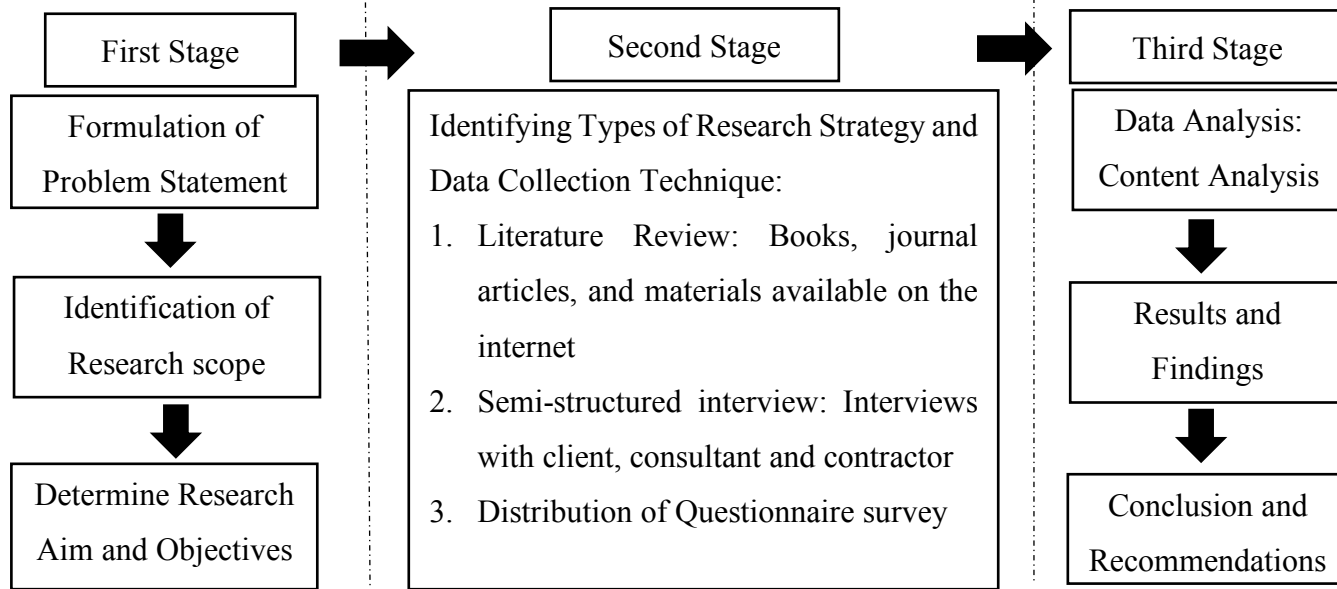 First Stage
Formulation of
Problem Statement
Identification of
Research scope
Determine Research
Aim and Objectives
Second Stage
Identifying Types of Research Strategy and
Data Collection Technique:
1. Literature Review: Books, journal
articles, and materials available on the
internet
2. Semi-structured interview: Interviews
with client, consultant and contractor
3. Distribution of Questionnaire survey
Third Stage
Data Analysis:
Content Analysis
Results and
Findings
Conclusion and
Recommendations